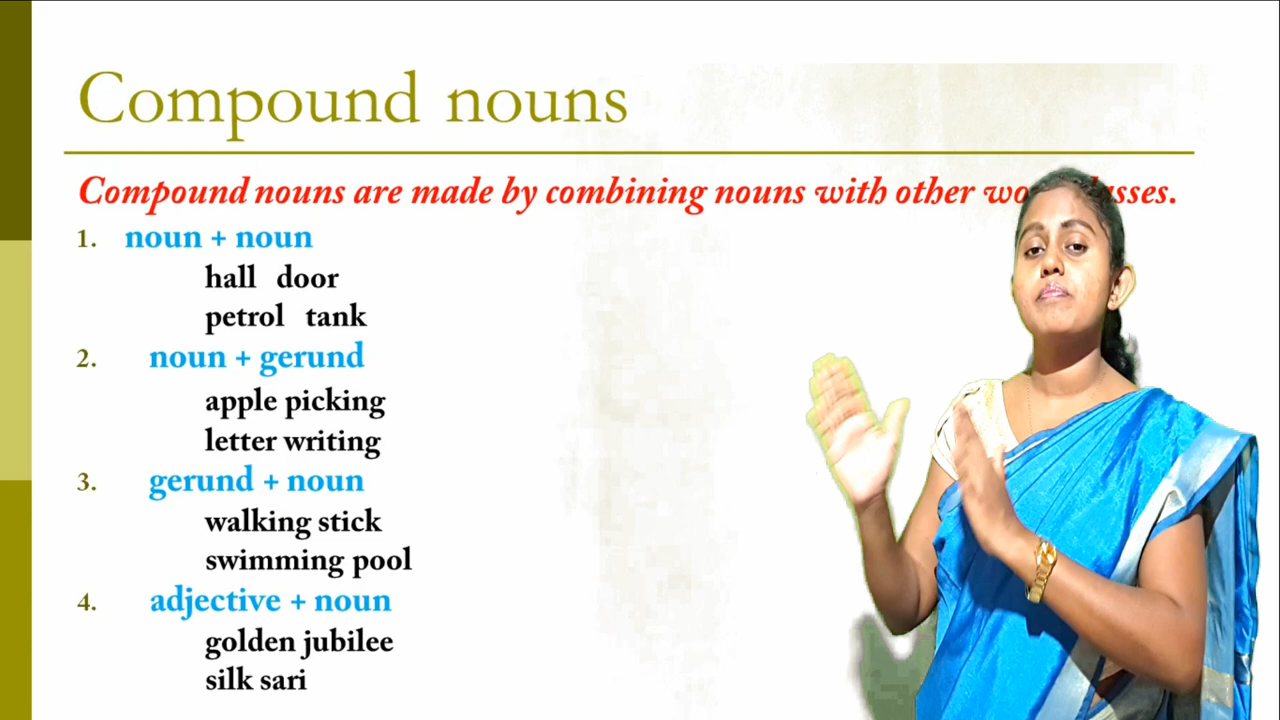 Compound nouns
Compound nouns are made by combining nouns with other
1. noun + noun
hall door
petrol tank
2. noun + gerund
apple picking
letter writing
3. gerund + noun
walking stick
swimming pool
4. adjective + noun
golden jubilee
silk sari